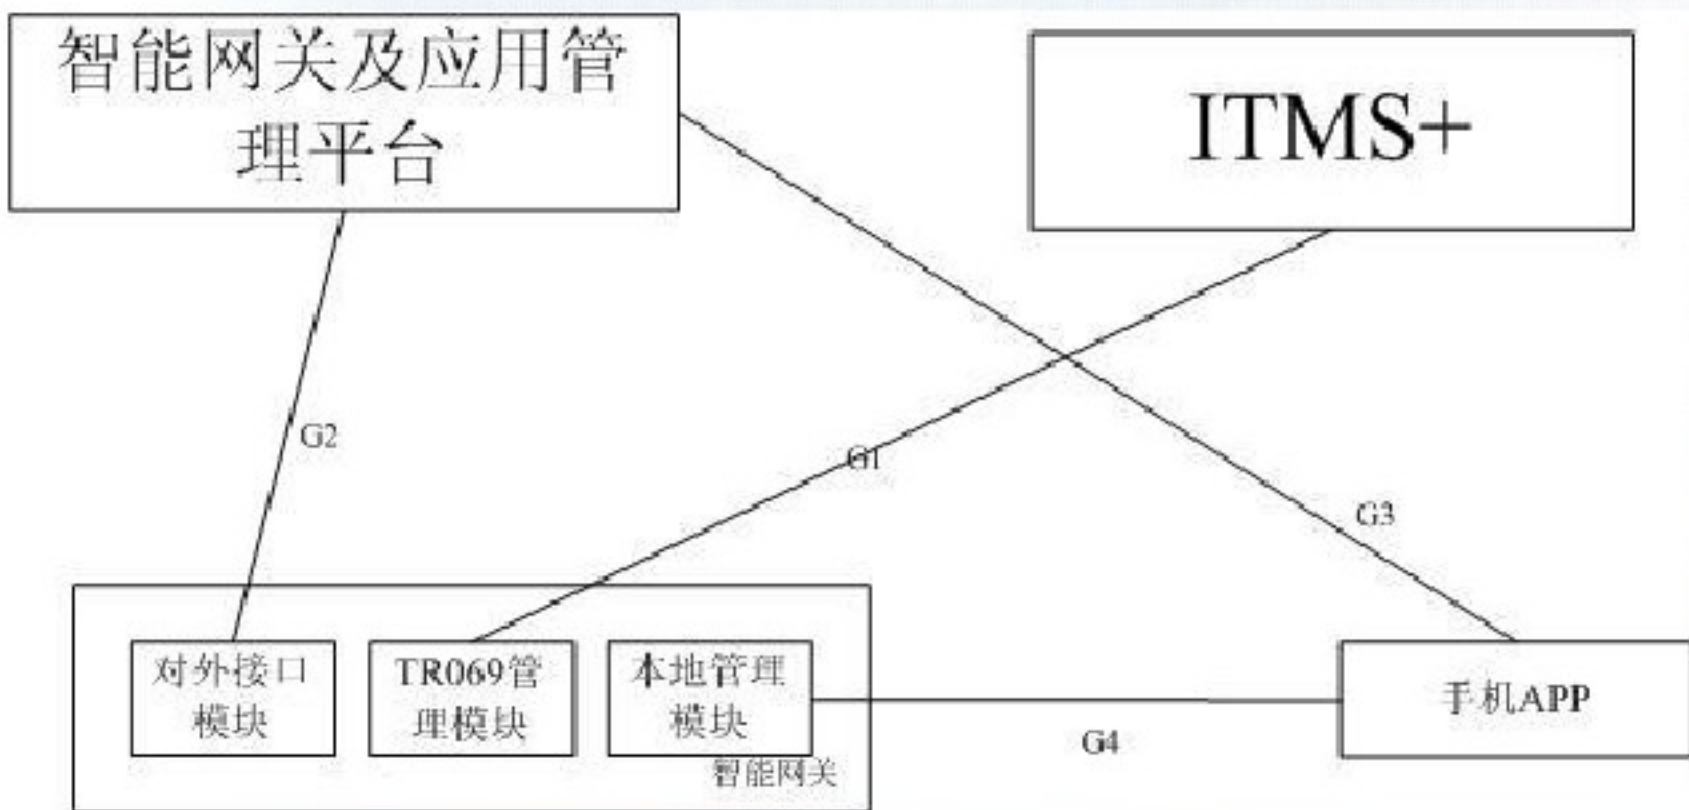 智能网关及应用管
理平台
ITMS+
G2
G1
G3
对外接口
模块
TR069管
理模块
本地管理
模块
智能网关
手机APP
G4